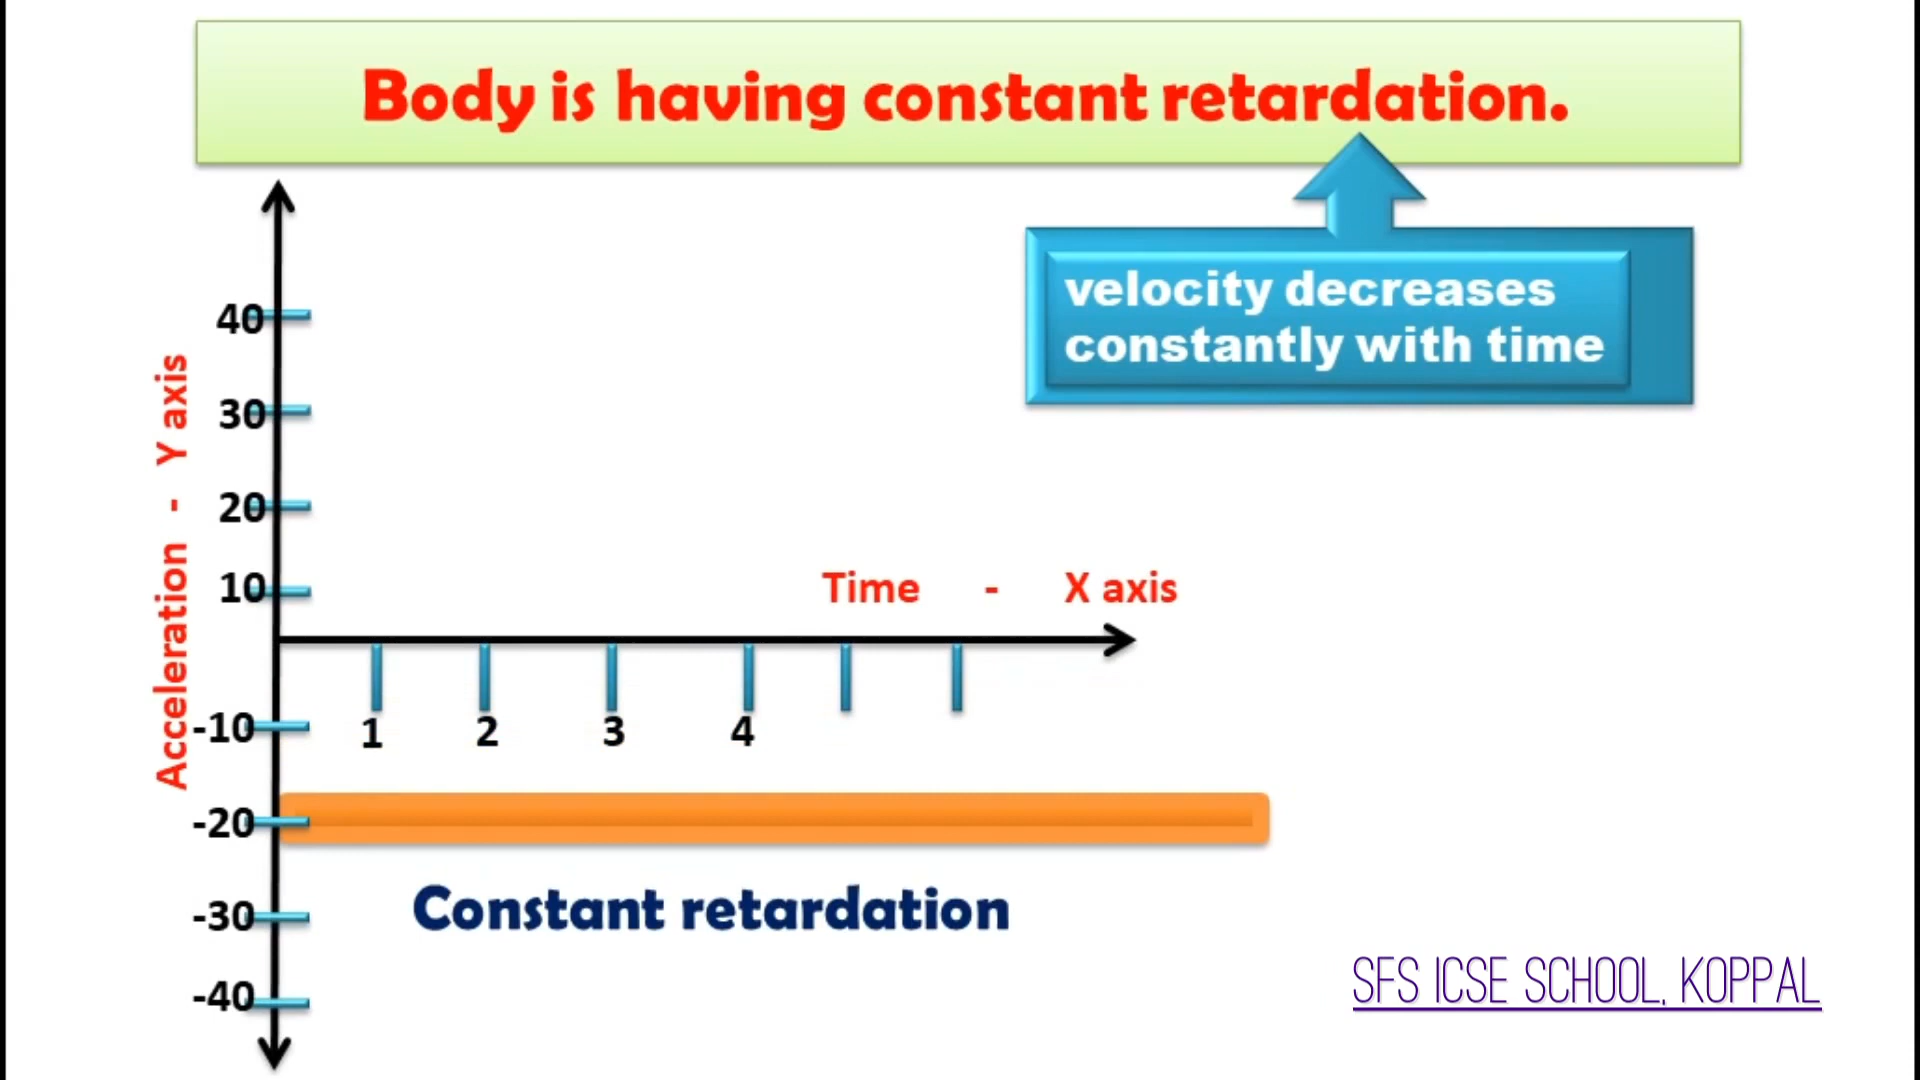 Body is having constant retardation.
velocity decreases
constantly with time
40
30
20
10
Acceleration - Y axis
Time - X axis
-10
1 2 3 4
-20
-30
-40
Constant retardation
SFS ICSE SCHOOL, KOPPAL